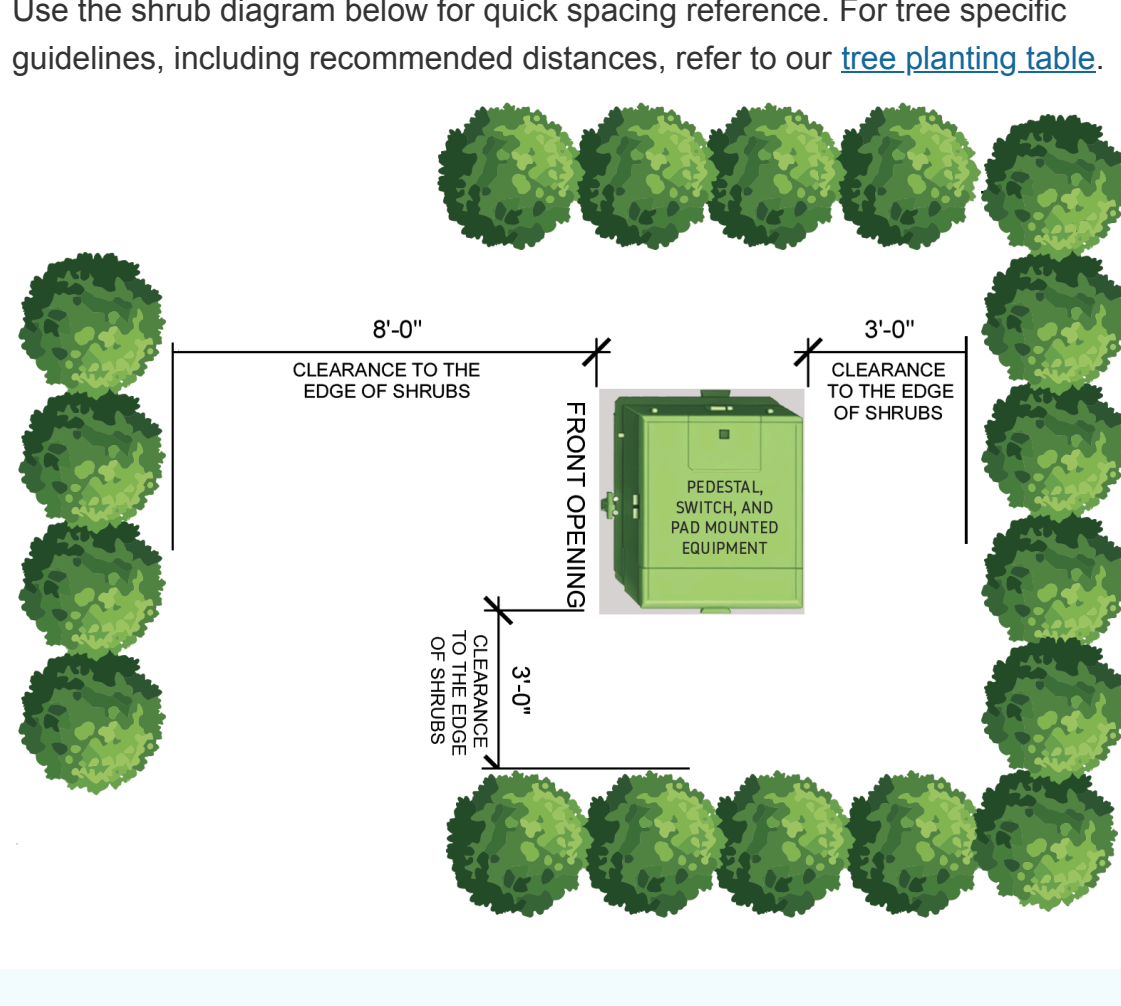 Use the shrub diagram below for quick spacing reference. For tree specific
guidelines, including recommended distances, refer to our tree planting table.
8'-0"
CLEARANCE TO THE
EDGE OF SHRUBS
3'-0"
CLEARANCE
TO THE EDGE
OF SHRUBS
FRONT OPENING
PEDESTAL,
SWITCH, AND
PAD MOUNTED
EQUIPMENT
3'-0"
CLEARANCE
TO THE EDGE
OF SHRUBS